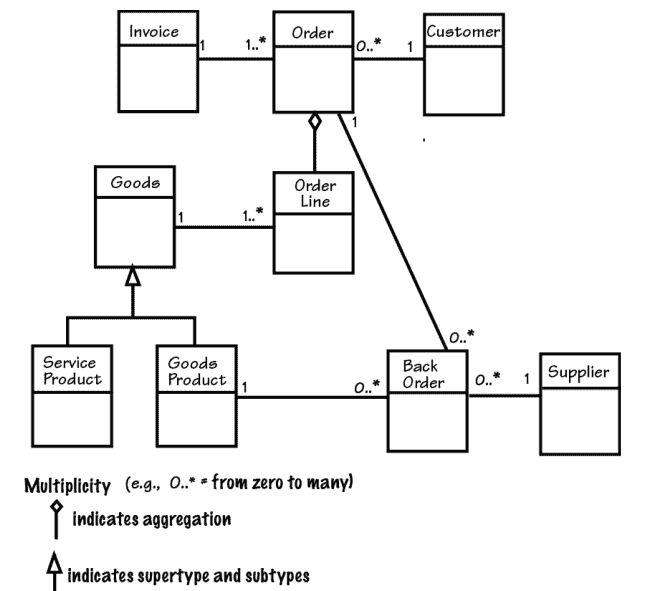 Invoice
Order
Customer
1
1..*
0..*
1
1
Goods
Order
Line
1
1..*
0..*
Service
Product
Goods
Product
Back
Order
Supplier
1
0..*
0..*
1
Multiplicity (e.g., 0..* = from zero to many)
indicates aggregation
indicates supertype and subtypes